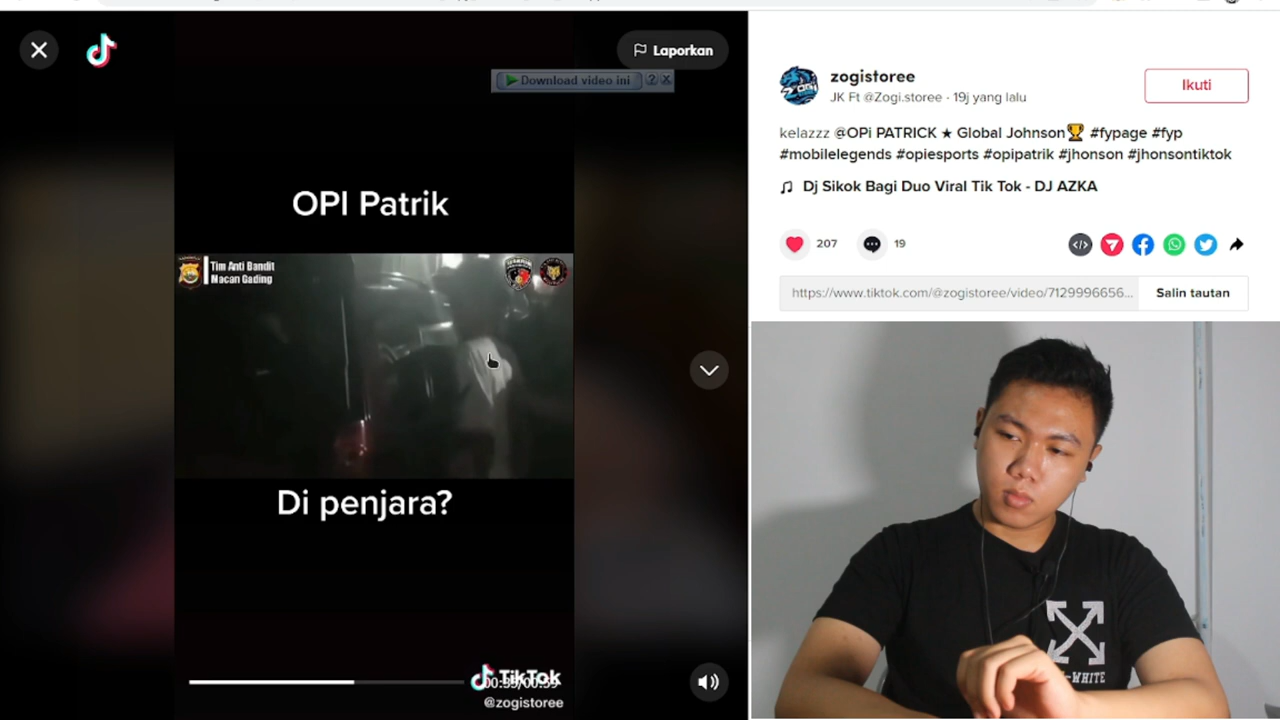 Laporkan
Download video ini
?
X
OPI Patrik
Tim Anti Bandit
Macan Gading
Di penjara?
TikTok
@zogistoree
zogistoree
JK Ft @Zogi.storee · 19j yang lalu
Ikuti
kelazzz @OPi PATRICK ★ Global Johnson🏆 #fypage #fyp
#mobilelegends #opiesports #opipatrik #jhonson #jhonsontiktok
Dj Sikok Bagi Duo Viral Tik Tok - DJ AZKA
207
19
https://www.tiktok.com/@zogistoree/video/7129996656...
Salin tautan
-WHITE